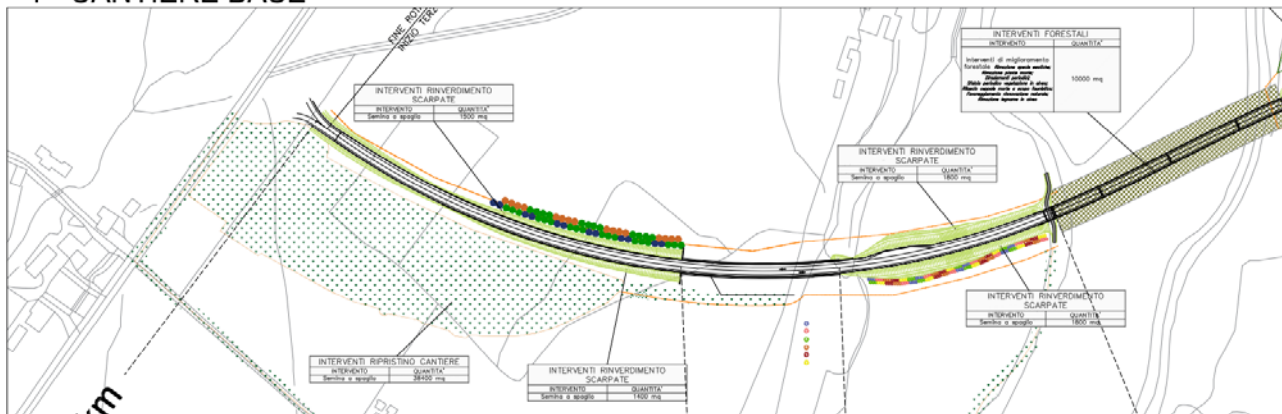 CANTIERE BASE
FINE ROT
INIZIO TERZ
INTERVENTI FORESTALI
INTERVENTO QUANTITA'
Interventi di miglioramento
forestale
10000 mq
INTERVENTI RINVERDIMENTO
SCARPATE
INTERVENTO QUANTITA'
Semina a spaglio 1500 mq
INTERVENTI RINVERDIMENTO
SCARPATE
INTERVENTO QUANTITA'
Semina a spaglio 1800 mq
INTERVENTI RINVERDIMENTO
SCARPATE
INTERVENTO QUANTITA'
Semina a spaglio 1800 mq
INTERVENTI RIPRISTINO CANTIERE
INTERVENTO QUANTITA'
Semina a spaglio 38400 mq
INTERVENTI RINVERDIMENTO
SCARPATE
INTERVENTO QUANTITA'
Semina a spaglio 1400 mq
km